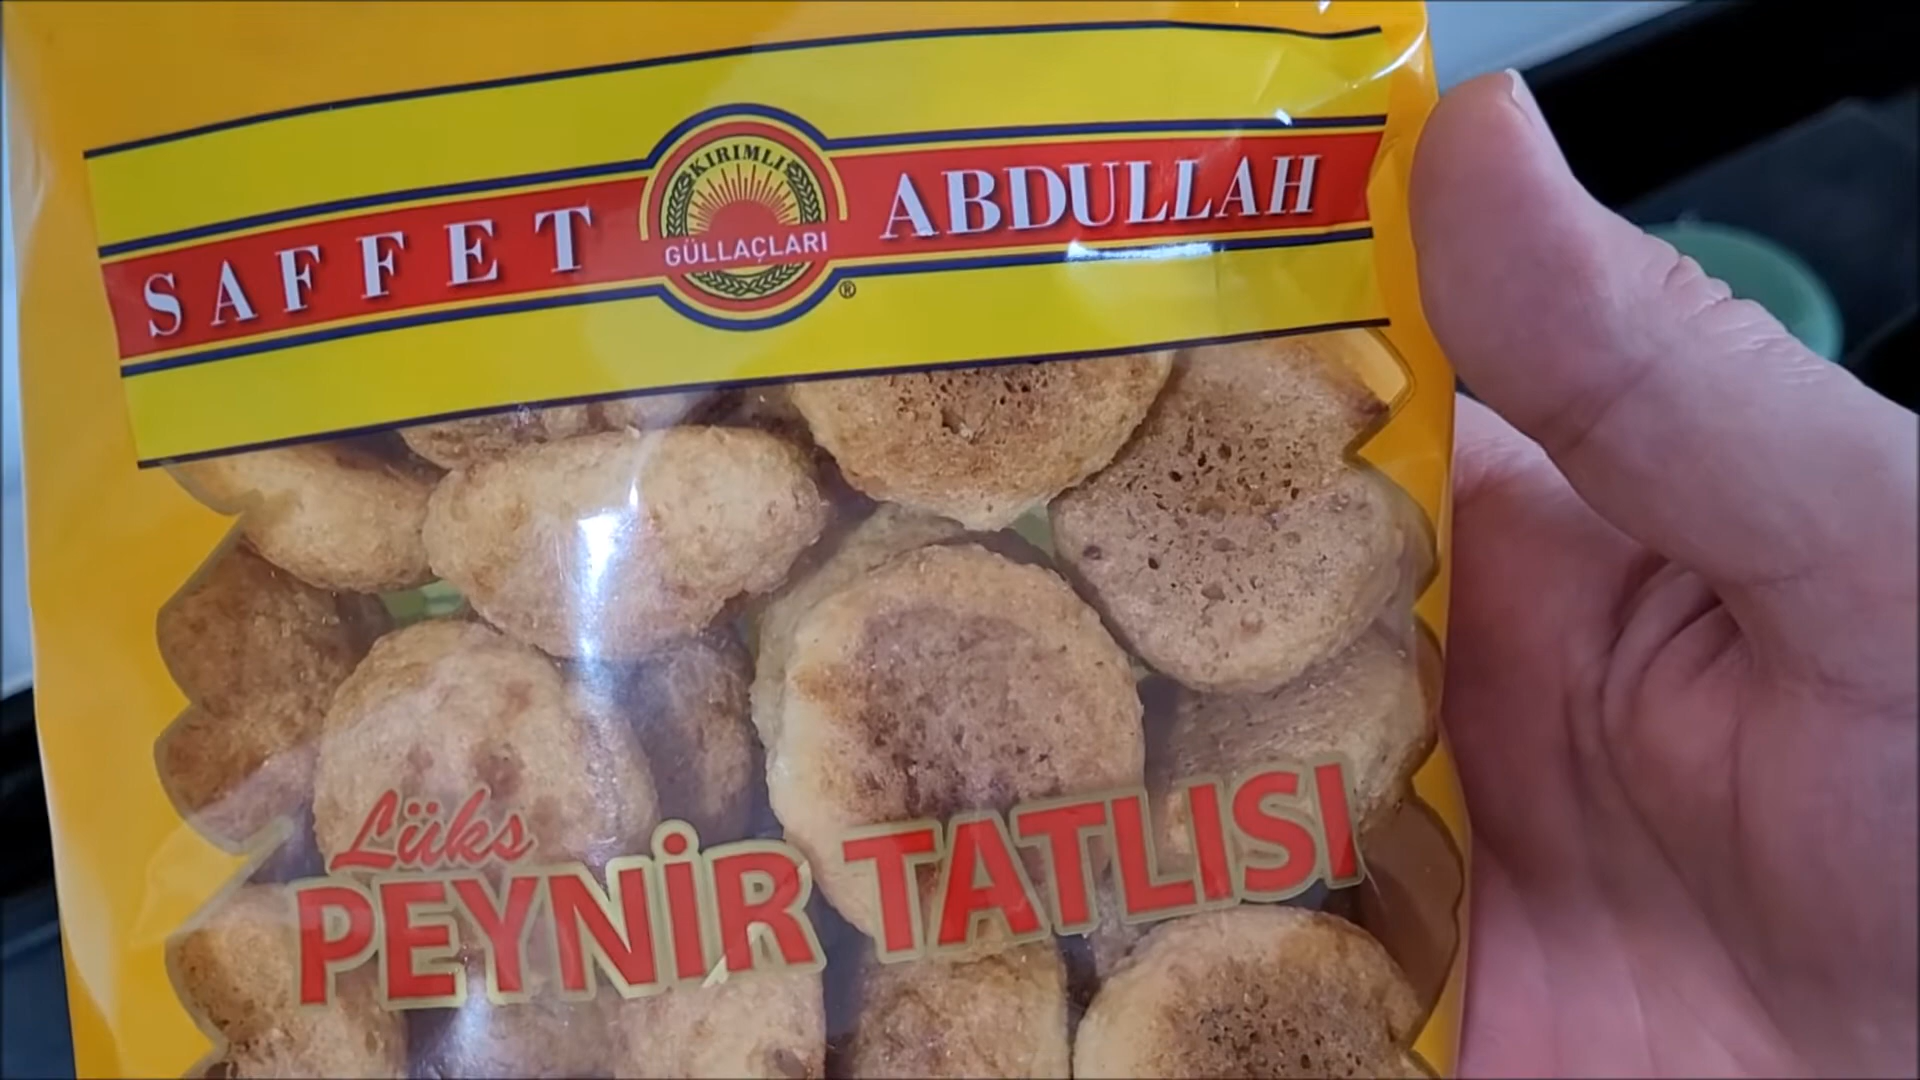 SAFFET ABDULLAH
KIRIMLI
GÜLLAÇLARI
®
Lüks
PEYNİR TATLISI